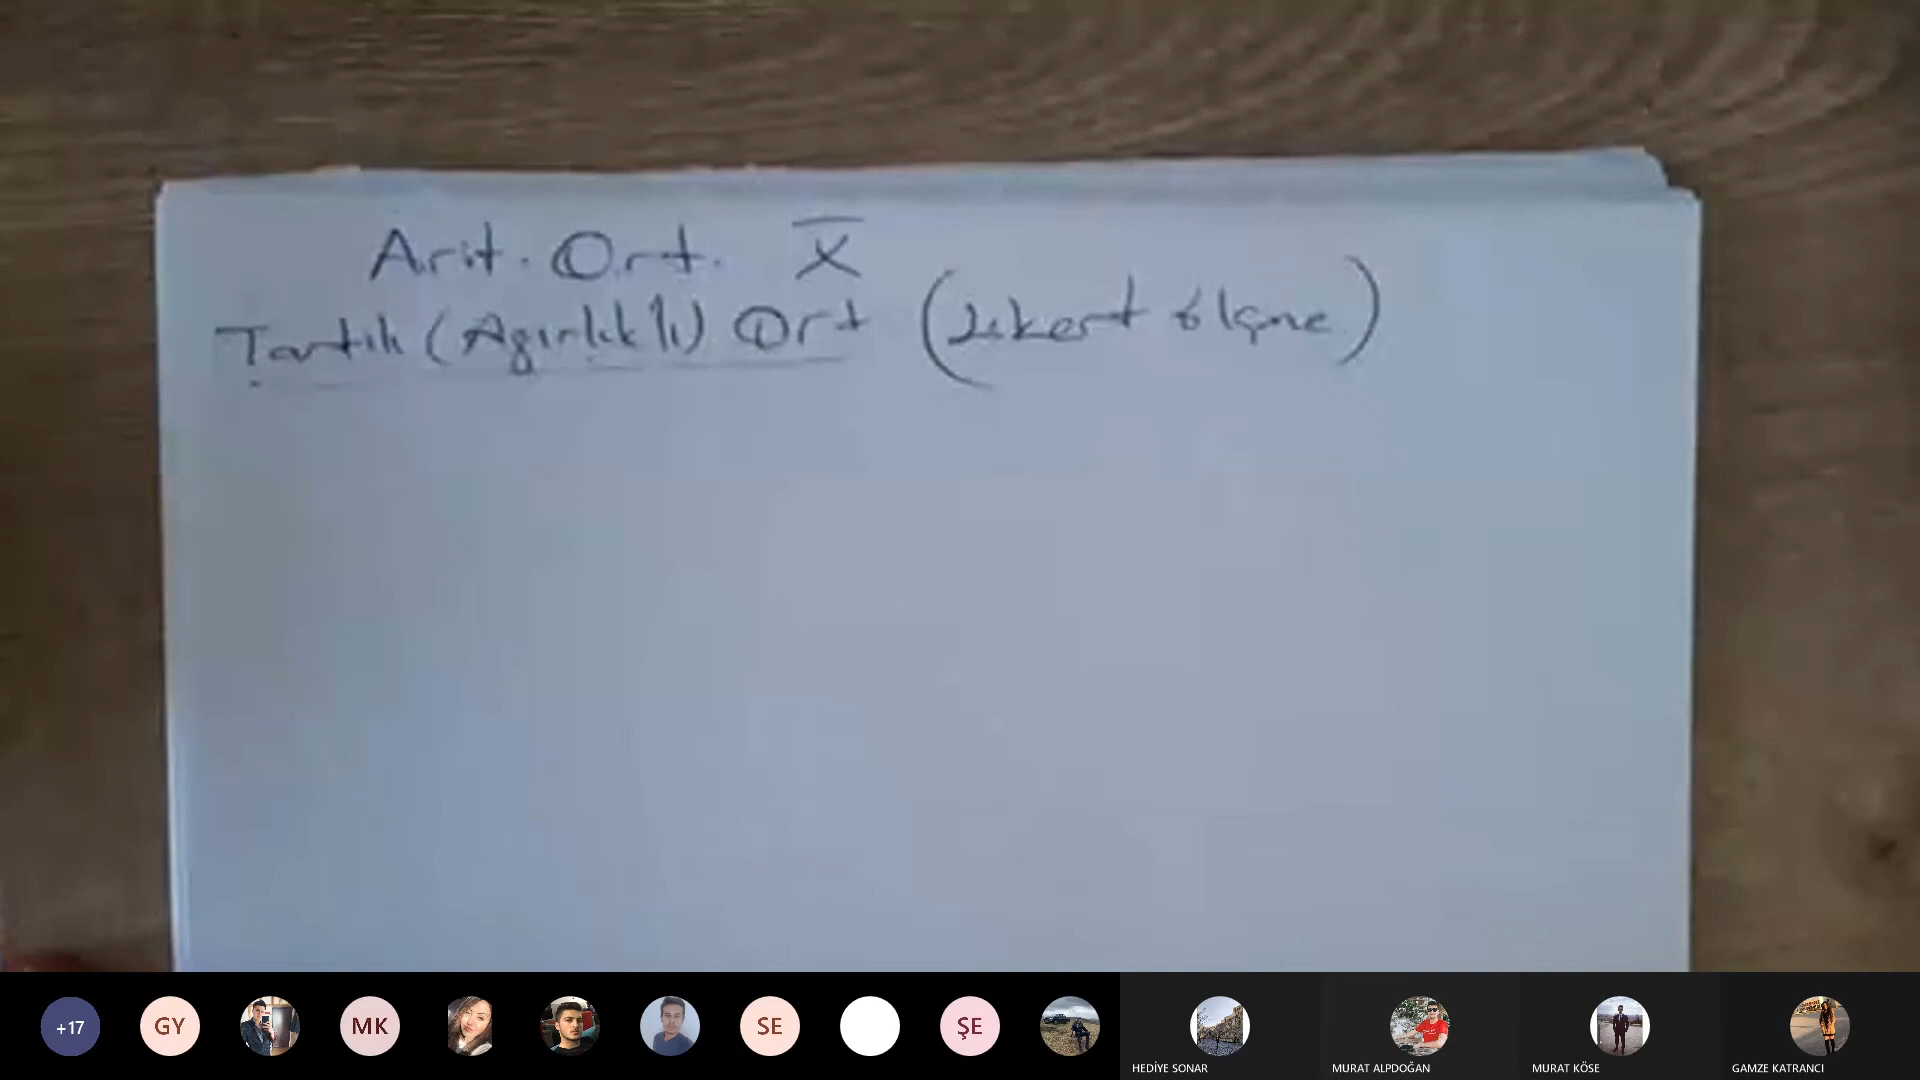 Arit. Ort. X̅
Tartılı (Ağırlıklı) Ort (Likert ölçme)
+17
GY
MK
SE
ŞE
HEDİYE SONAR
MURAT ALPDOĞAN
MURAT KÖSE
GAMZE KATRANCI